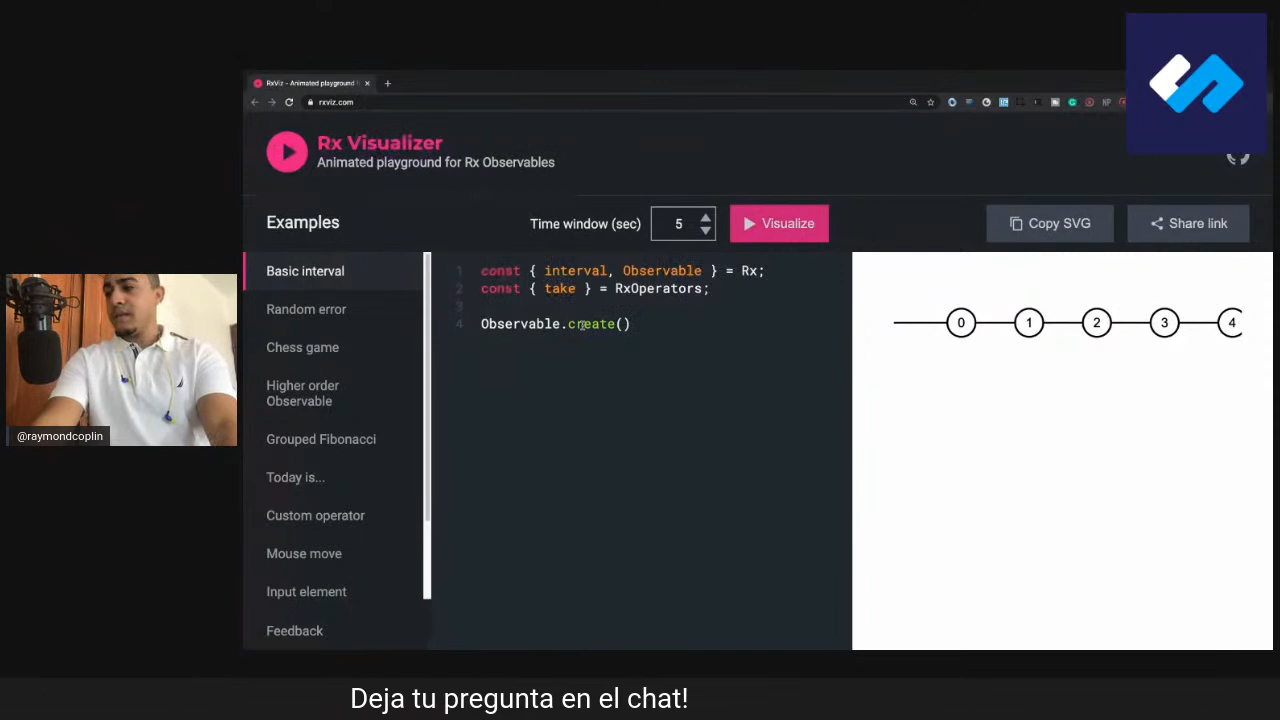 RxViz - Animated playground f
rxviz.com
Rx Visualizer
Animated playground for Rx Observables
Examples
Time window (sec)
5
Visualize
Copy SVG
Share link
Basic interval
Random error
Chess game
Higher order
Observable
Grouped Fibonacci
Today is...
Custom operator
Mouse move
Input element
Feedback
1 const { interval, Observable } = Rx;
2 const { take } = RxOperators;
3
4 Observable.create()
0 1 2 3 4
@raymondcoplin
Deja tu pregunta en el chat!